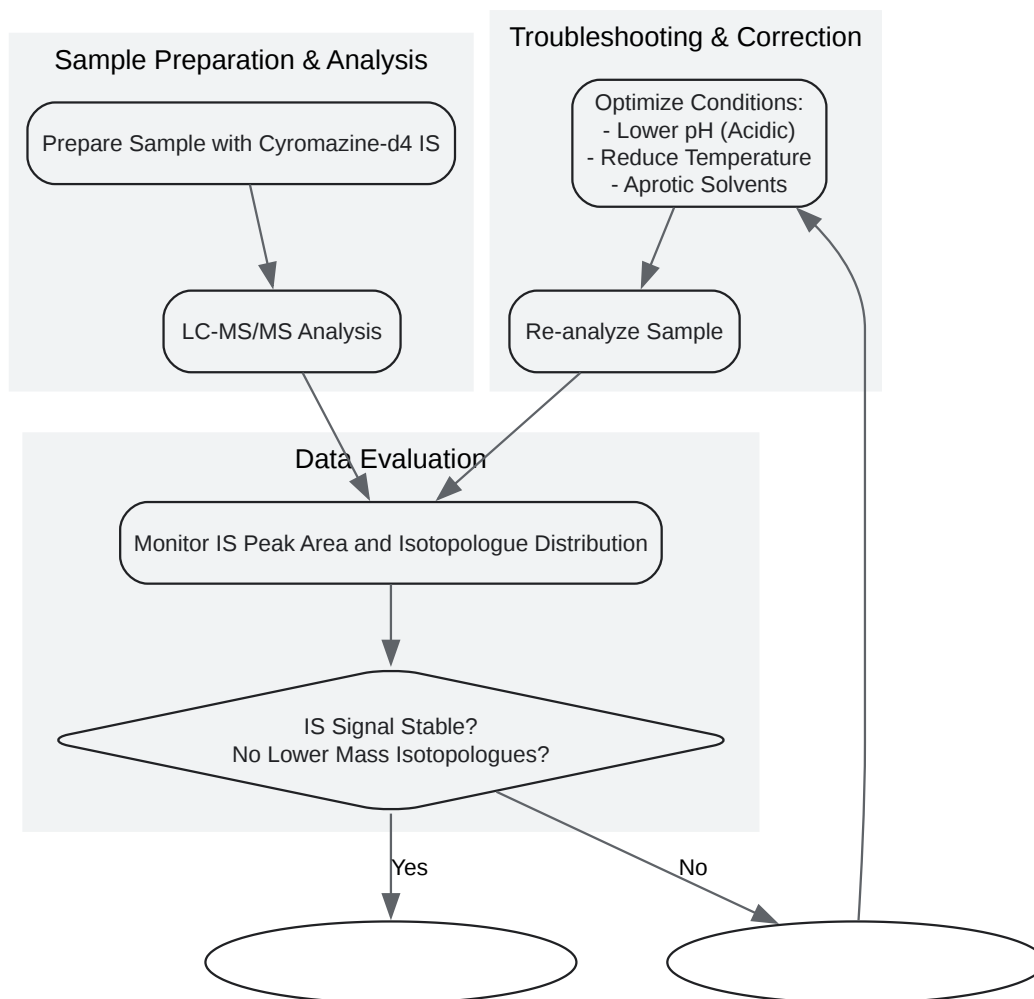 Troubleshooting & Correction
Sample Preparation & Analysis
Optimize Conditions:
- Lower pH (Acidic)
- Reduce Temperature
- Aprotic Solvents
Prepare Sample with Cyromazine-d4 IS
LC-MS/MS Analysis
Re-analyze Sample
Data Evaluation
Monitor IS Peak Area and Isotopologue Distribution
IS Signal Stable?
No Lower Mass Isotopologues?
Yes
No